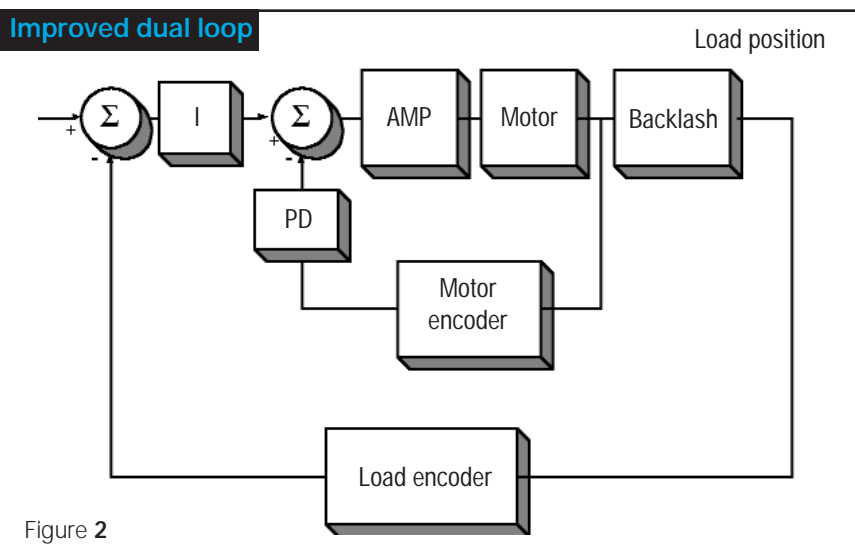 Improved dual loop
Load position
Σ
I
Σ
AMP
Motor
Backlash
+
-
+
-
PD
Motor
encoder
Load encoder
Figure 2